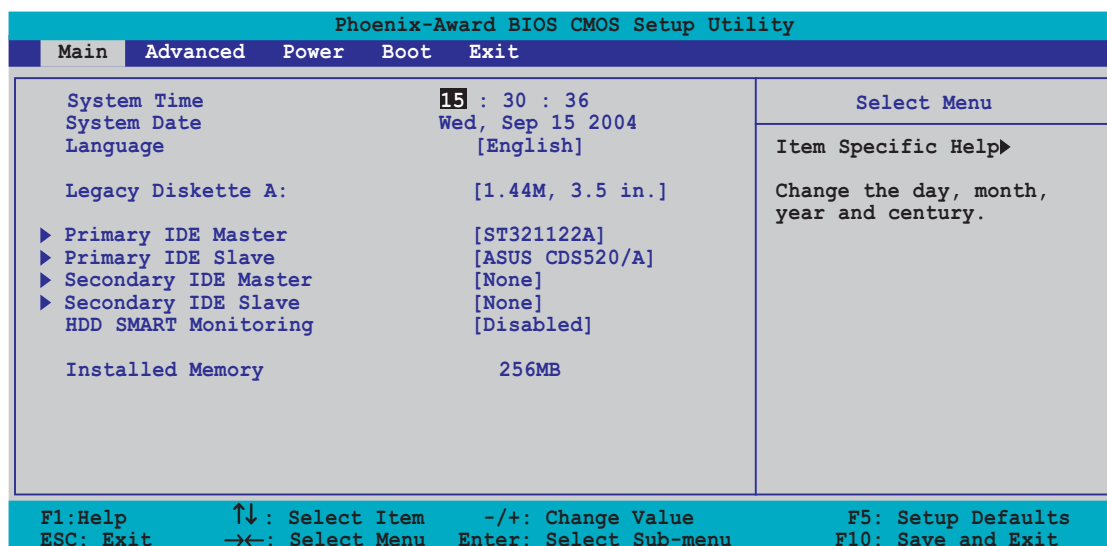 Phoenix-Award BIOS CMOS Setup Utility
Main Advanced Power Boot Exit
System Time 15 : 30 : 36
System Date Wed, Sep 15 2004
Language [English]
Legacy Diskette A: [1.44M, 3.5 in.]
Primary IDE Master [ST321122A]
Primary IDE Slave [ASUS CDS520/A]
Secondary IDE Master [None]
Secondary IDE Slave [None]
HDD SMART Monitoring [Disabled]
Installed Memory 256MB
Select Menu
Item Specific Help
Change the day, month,
year and century.
F1:Help ↑↓: Select Item -/+: Change Value F5: Setup Defaults
ESC: Exit →←: Select Menu Enter: Select Sub-menu F10: Save and Exit